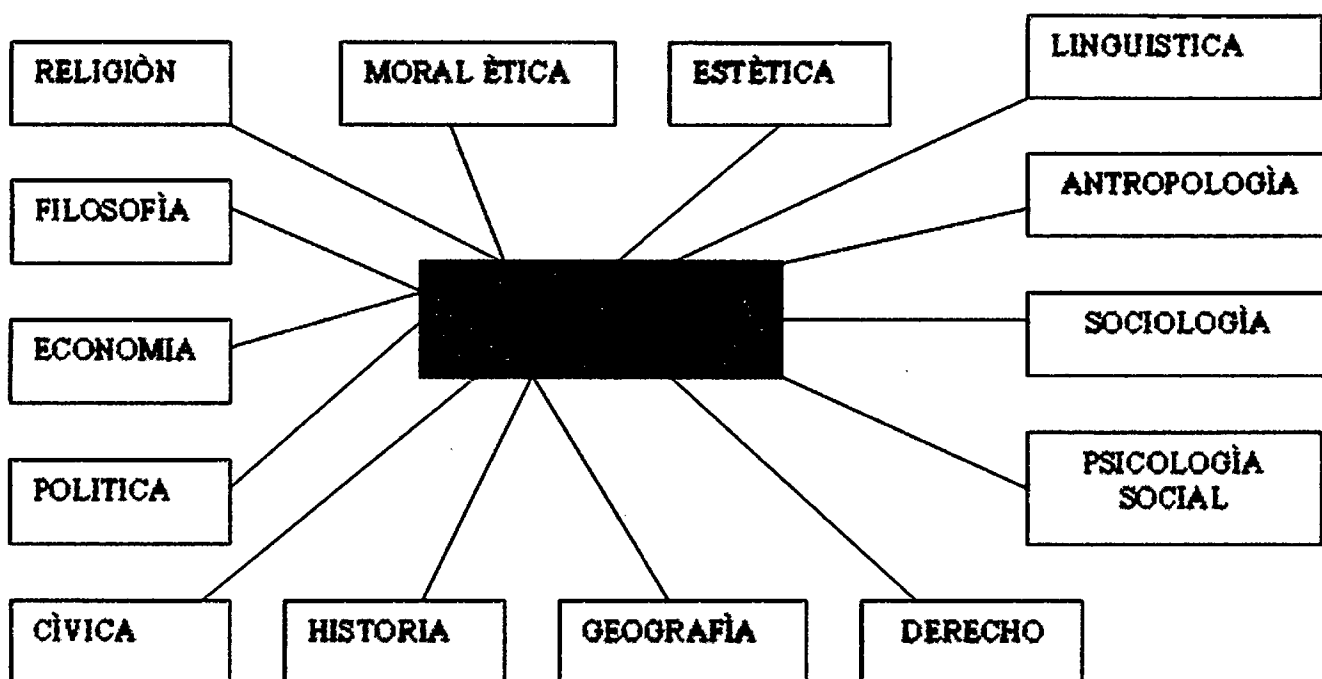 RELIGIÒN
MORAL ÈTICA
ESTÈTICA
LINGUISTICA
FILOSOFÌA
ANTROPOLOGÌA
ECONOMIA
SOCIOLOGÌA
POLITICA
PSICOLOGÌA
SOCIAL
CÌVICA
HISTORIA
GEOGRAFÌA
DERECHO